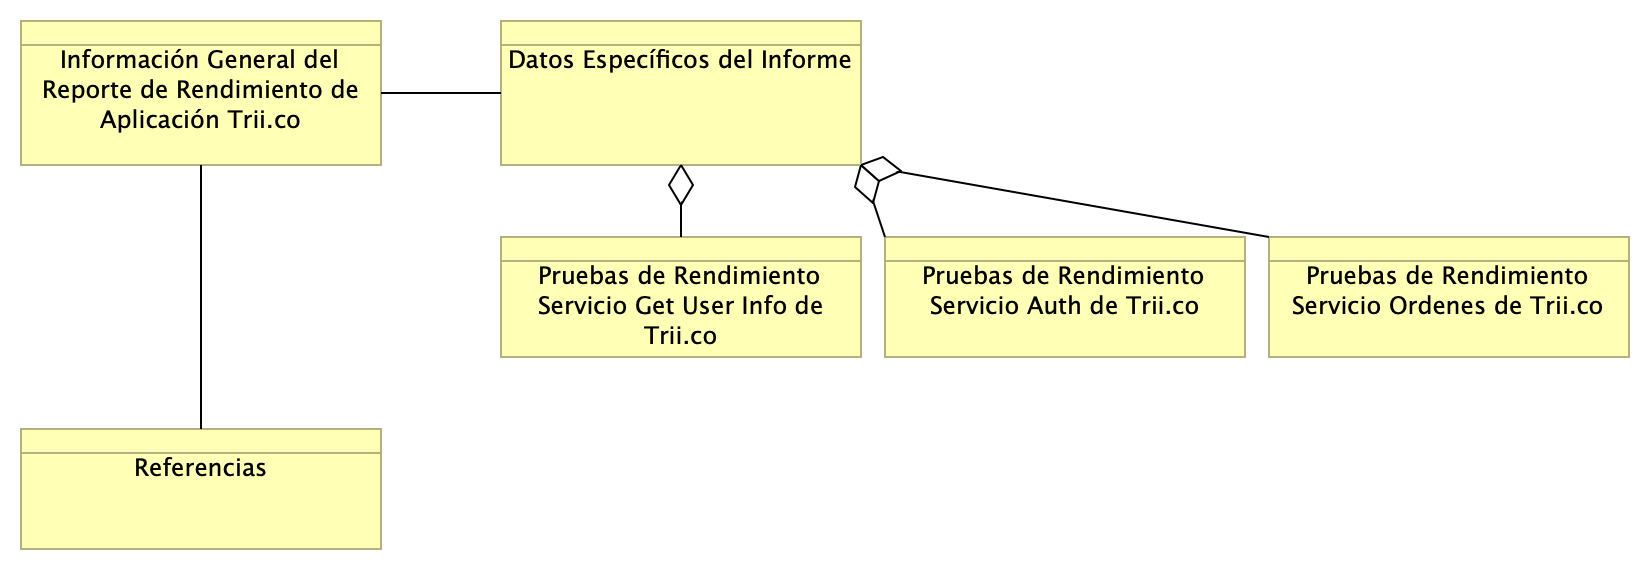 Información General del
Reporte de Rendimiento de
Aplicación Trii.co
Datos Específicos del Informe
Pruebas de Rendimiento
Servicio Get User Info de
Trii.co
Pruebas de Rendimiento
Servicio Auth de Trii.co
Pruebas de Rendimiento
Servicio Ordenes de Trii.co
Referencias